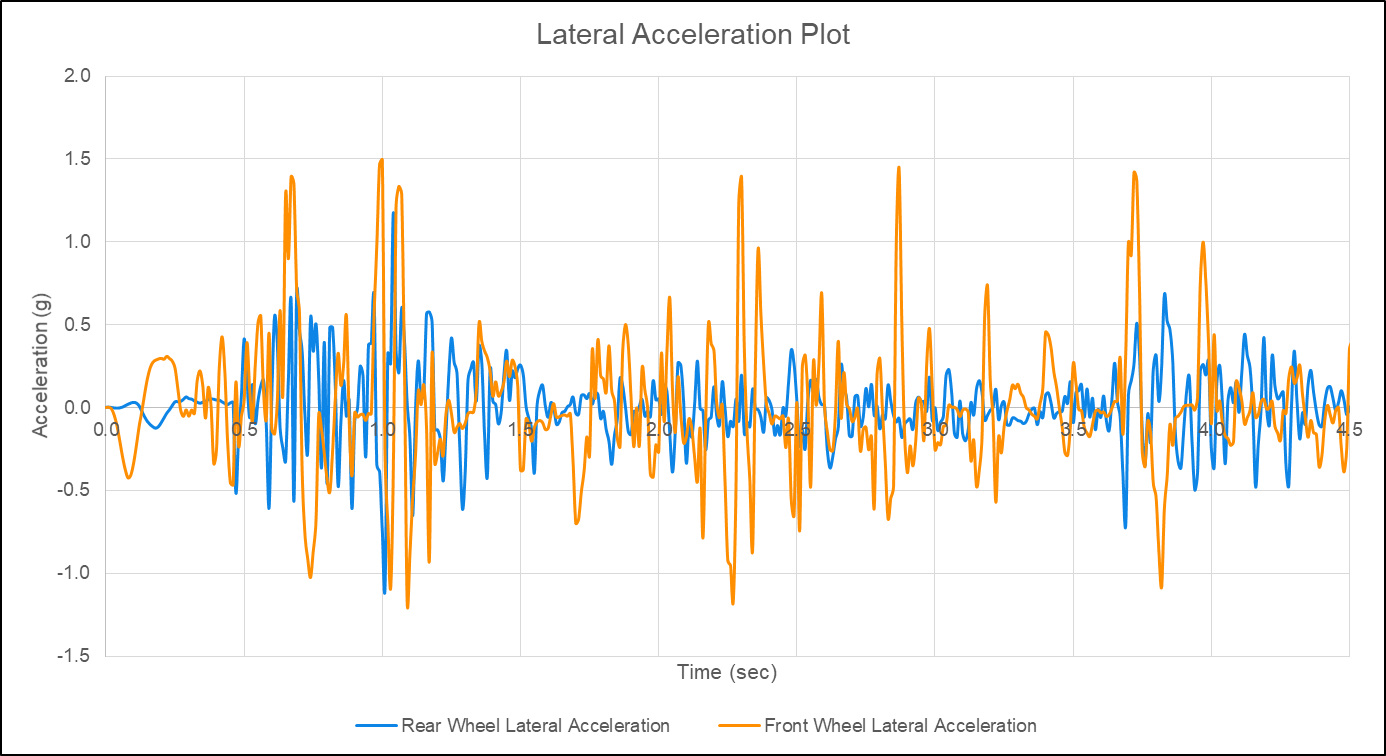 Lateral Acceleration Plot
2.0
1.5
1.0
0.5
0.0
-0.5
-1.0
-1.5
Acceleration (g)
0.0 0.5 1.0 1.5 2.0 2.5 3.0 3.5 4.0 4.5
Time (sec)
Rear Wheel Lateral Acceleration Front Wheel Lateral Acceleration